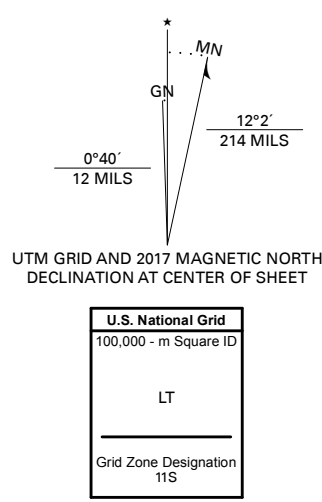 ★
MN
GN
12°2´
214 MILS
0°40´
12 MILS
UTM GRID AND 2017 MAGNETIC NORTH
DECLINATION AT CENTER OF SHEET
U.S. National Grid
100,000 - m Square ID
LT
Grid Zone Designation
11S